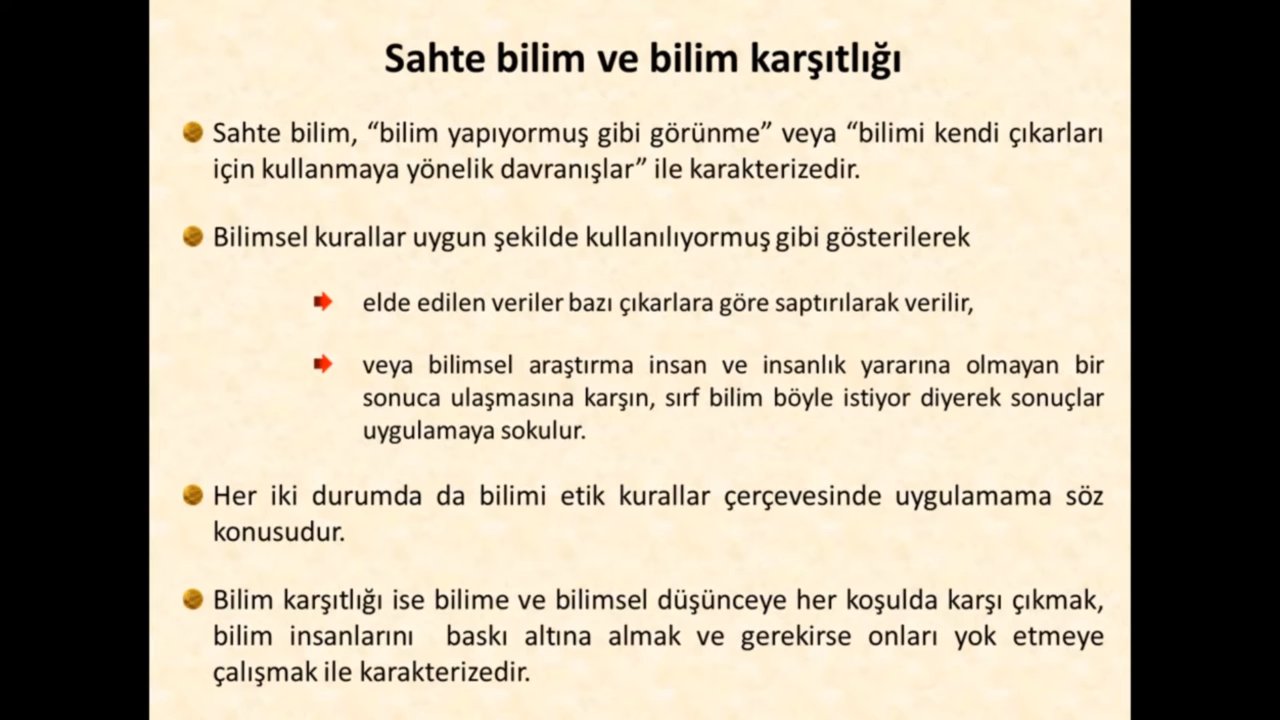 Sahte bilim ve bilim karşıtlığı
Sahte bilim, “bilim yapıyormuş gibi görünme” veya “bilimi kendi çıkarları
için kullanmaya yönelik davranışlar” ile karakterizedir.
Bilimsel kurallar uygun şekilde kullanılıyormuş gibi gösterilerek
elde edilen veriler bazı çıkarlara göre saptırılarak verilir,
veya bilimsel araştırma insan ve insanlık yararına olmayan bir
sonuca ulaşmasına karşın, sırf bilim böyle istiyor diyerek sonuçlar
uygulamaya sokulur.
Her iki durumda da bilimi etik kurallar çerçevesinde uygulamama söz
konusudur.
Bilim karşıtlığı ise bilime ve bilimsel düşünceye her koşulda karşı çıkmak,
bilim insanlarını baskı altına almak ve gerekirse onları yok etmeye
çalışmak ile karakterizedir.